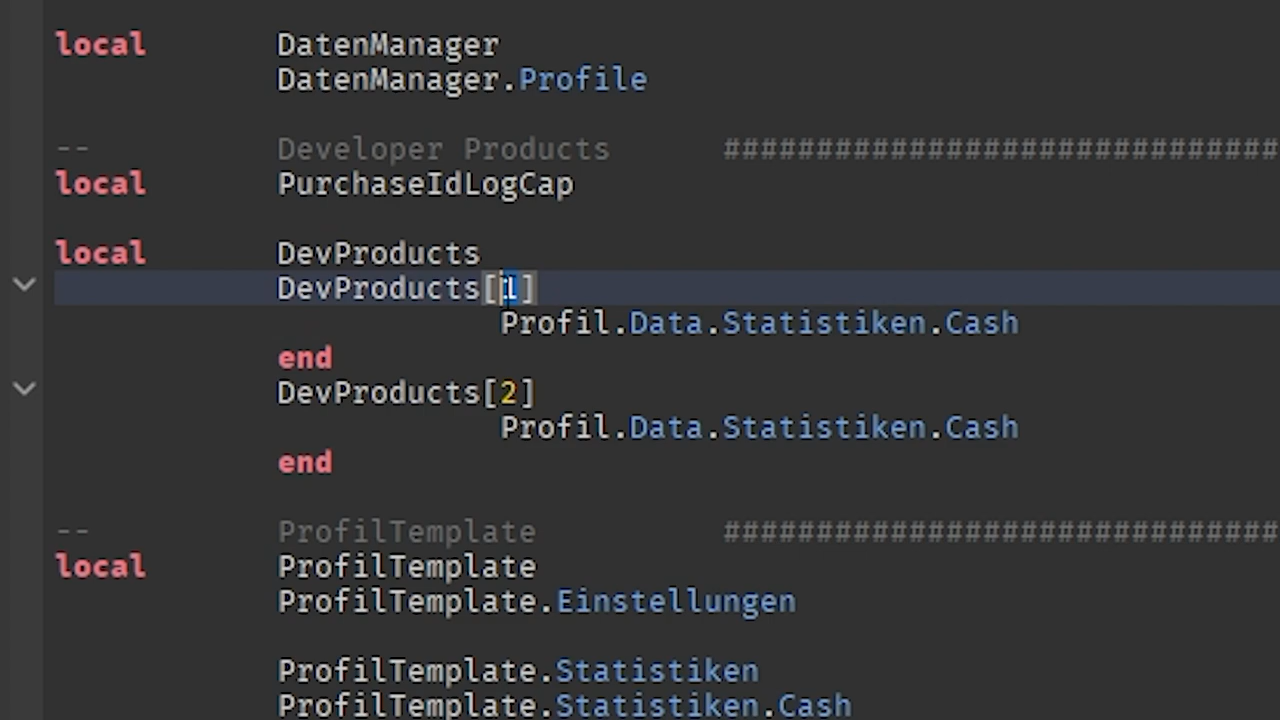 local DatenManager
DatenManager.Profile
-- Developer Products ##############################
local PurchaseIdLogCap
local DevProducts
DevProducts[1]
Profil.Data.Statistiken.Cash
end
DevProducts[2]
Profil.Data.Statistiken.Cash
end
-- ProfilTemplate ##############################
local ProfilTemplate
ProfilTemplate.Einstellungen
ProfilTemplate.Statistiken
ProfilTemplate.Statistiken.Cash